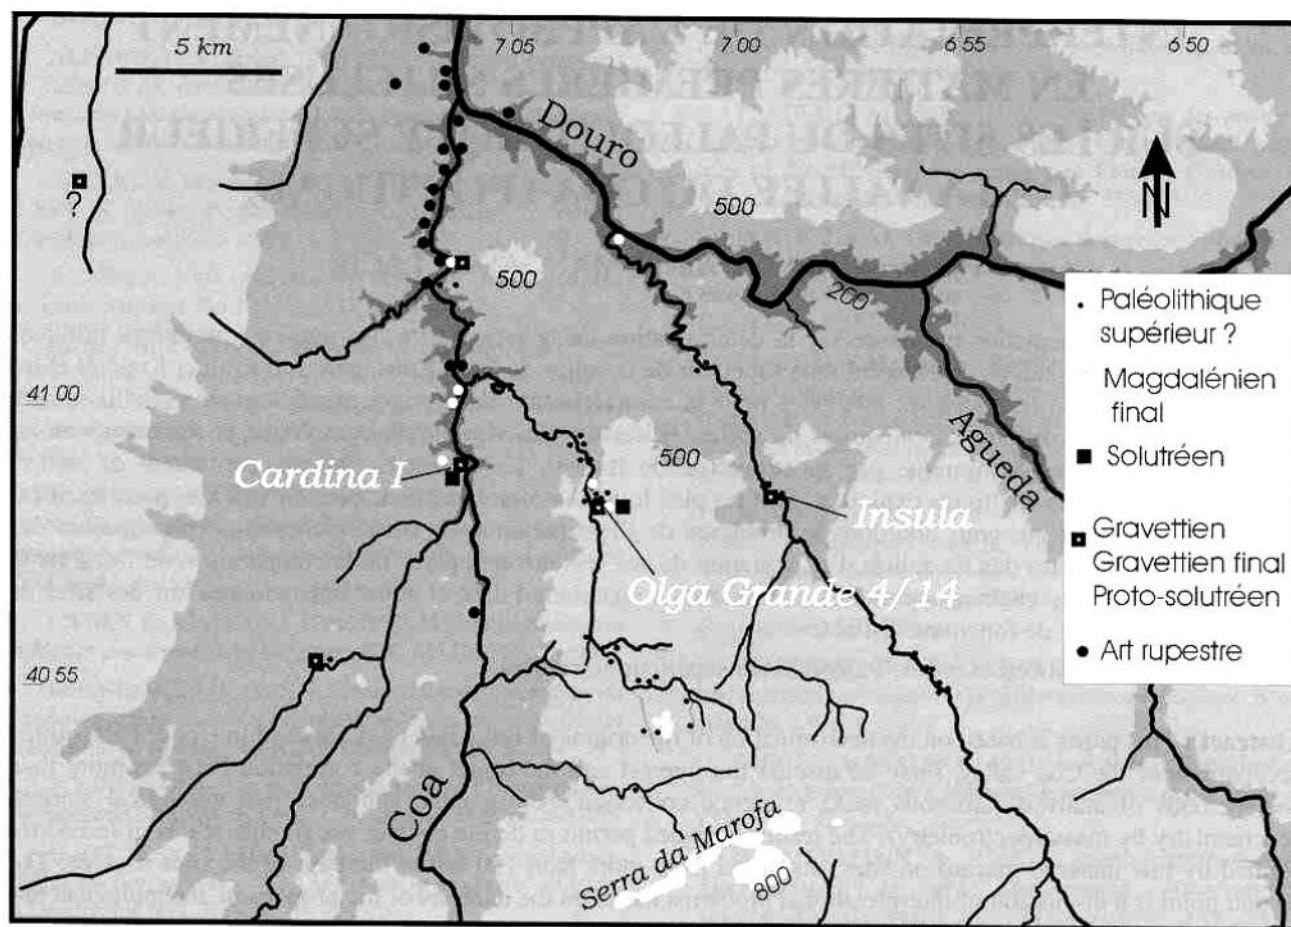 5 km
7 05
7 00
6 55
6 50
Douro
N
?
500
500
200
41 00
Cardina I
500
Insula
Agueda
Olga Grande 4/14
40 55
Coa
Serra da Marofa
800
Paléolithique
supérieur ?
Magdalénien
final
Solutréen
Gravettien
Gravettien final
Proto-solutréen
Art rupestre